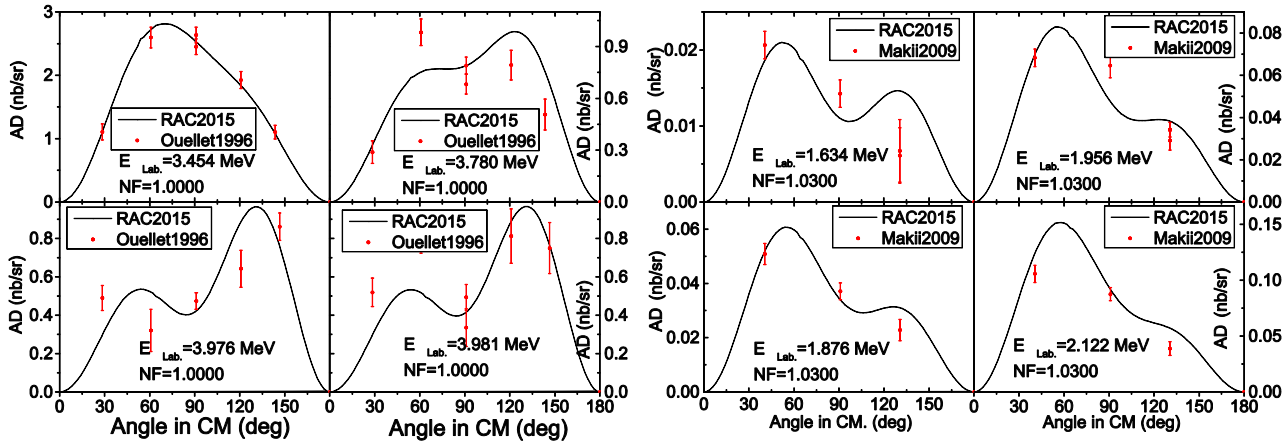 3
2
1
0
AD (nb/sr)
RAC2015
Ouellet1996
E Lab.=3.454 MeV
NF=1.0000
RAC2015
Ouellet1996
E Lab.=3.780 MeV
NF=1.0000
0.9
0.6
0.3
0.0
AD (nb/sr)
0.8
0.6
0.4
0.2
0.0
AD (nb/sr)
RAC2015
Ouellet1996
E Lab.=3.976 MeV
NF=1.0000
RAC2015
Ouellet1996
E Lab.=3.981 MeV
NF=1.0000
0.8
0.6
0.4
0.2
0.0
AD (nb/sr)
0 30 60 90 120 150
0 30 60 90 120 150 180
Angle in CM (deg)
Angle in CM (deg)
0.02
0.01
0.00
AD (nb/sr)
RAC2015
Makii2009
E Lab.=1.634 MeV
NF=1.0300
RAC2015
Makii2009
E Lab.=1.956 MeV
NF=1.0300
0.08
0.06
0.04
0.02
0.00
AD (nb/sr)
0.06
0.04
0.02
0.00
AD (nb/sr)
RAC2015
Makii2009
E Lab.=1.876 MeV
NF=1.0300
RAC2015
Makii2009
E Lab.=2.122 MeV
NF=1.0300
0.15
0.10
0.05
0.00
AD (nb/sr)
0 30 60 90 120 150
0 30 60 90 120 150 180
Angle in CM. (deg)
Angle in CM (deg)